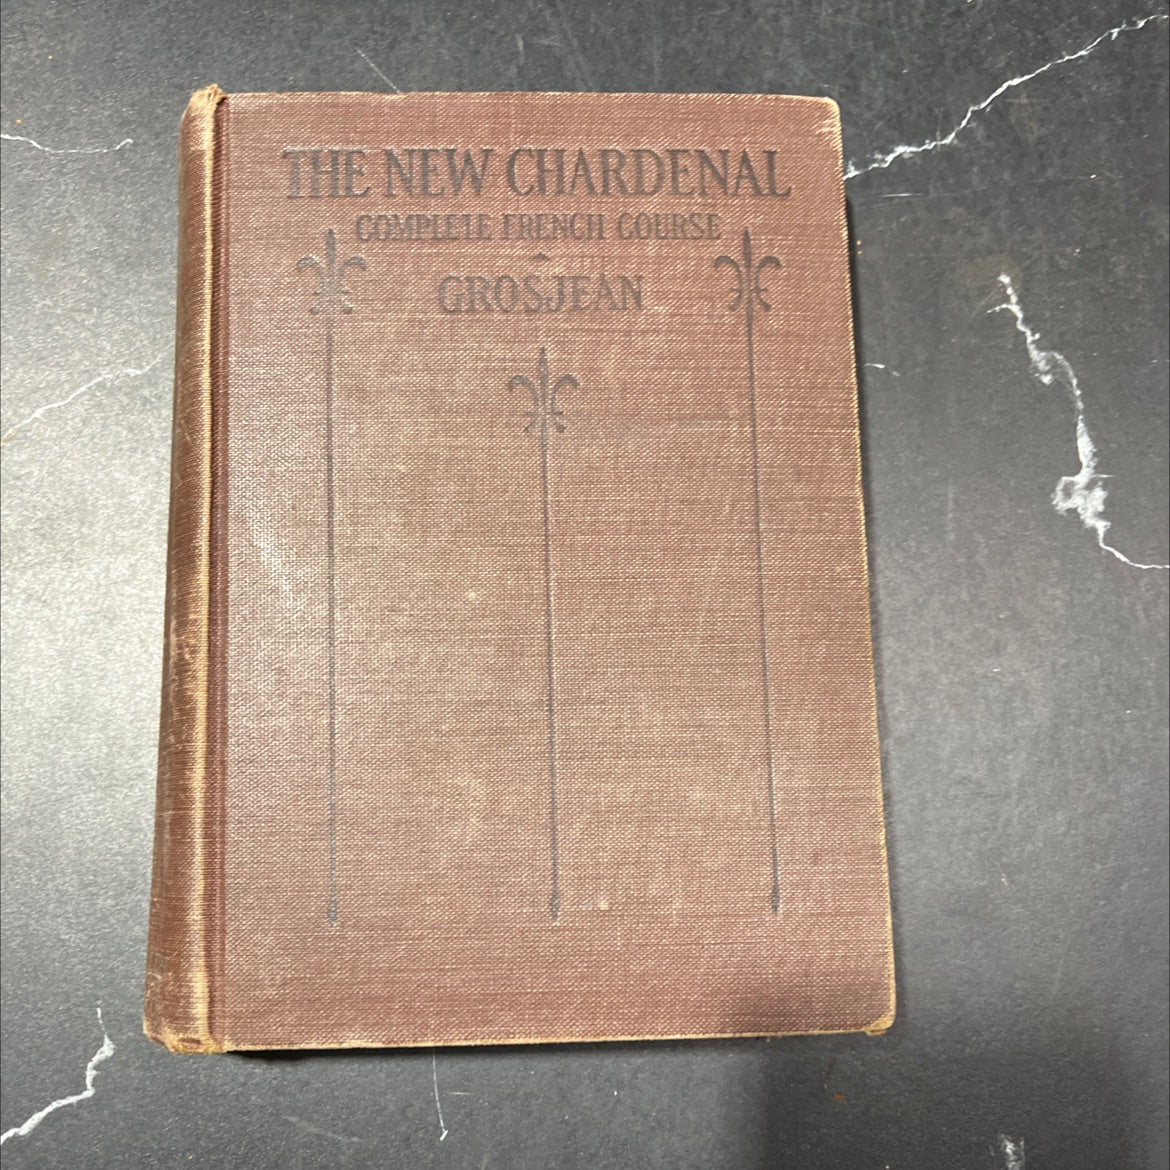 THE NEW CHARDENAL
COMPLETE FRENCH COURSE
GROSJEAN